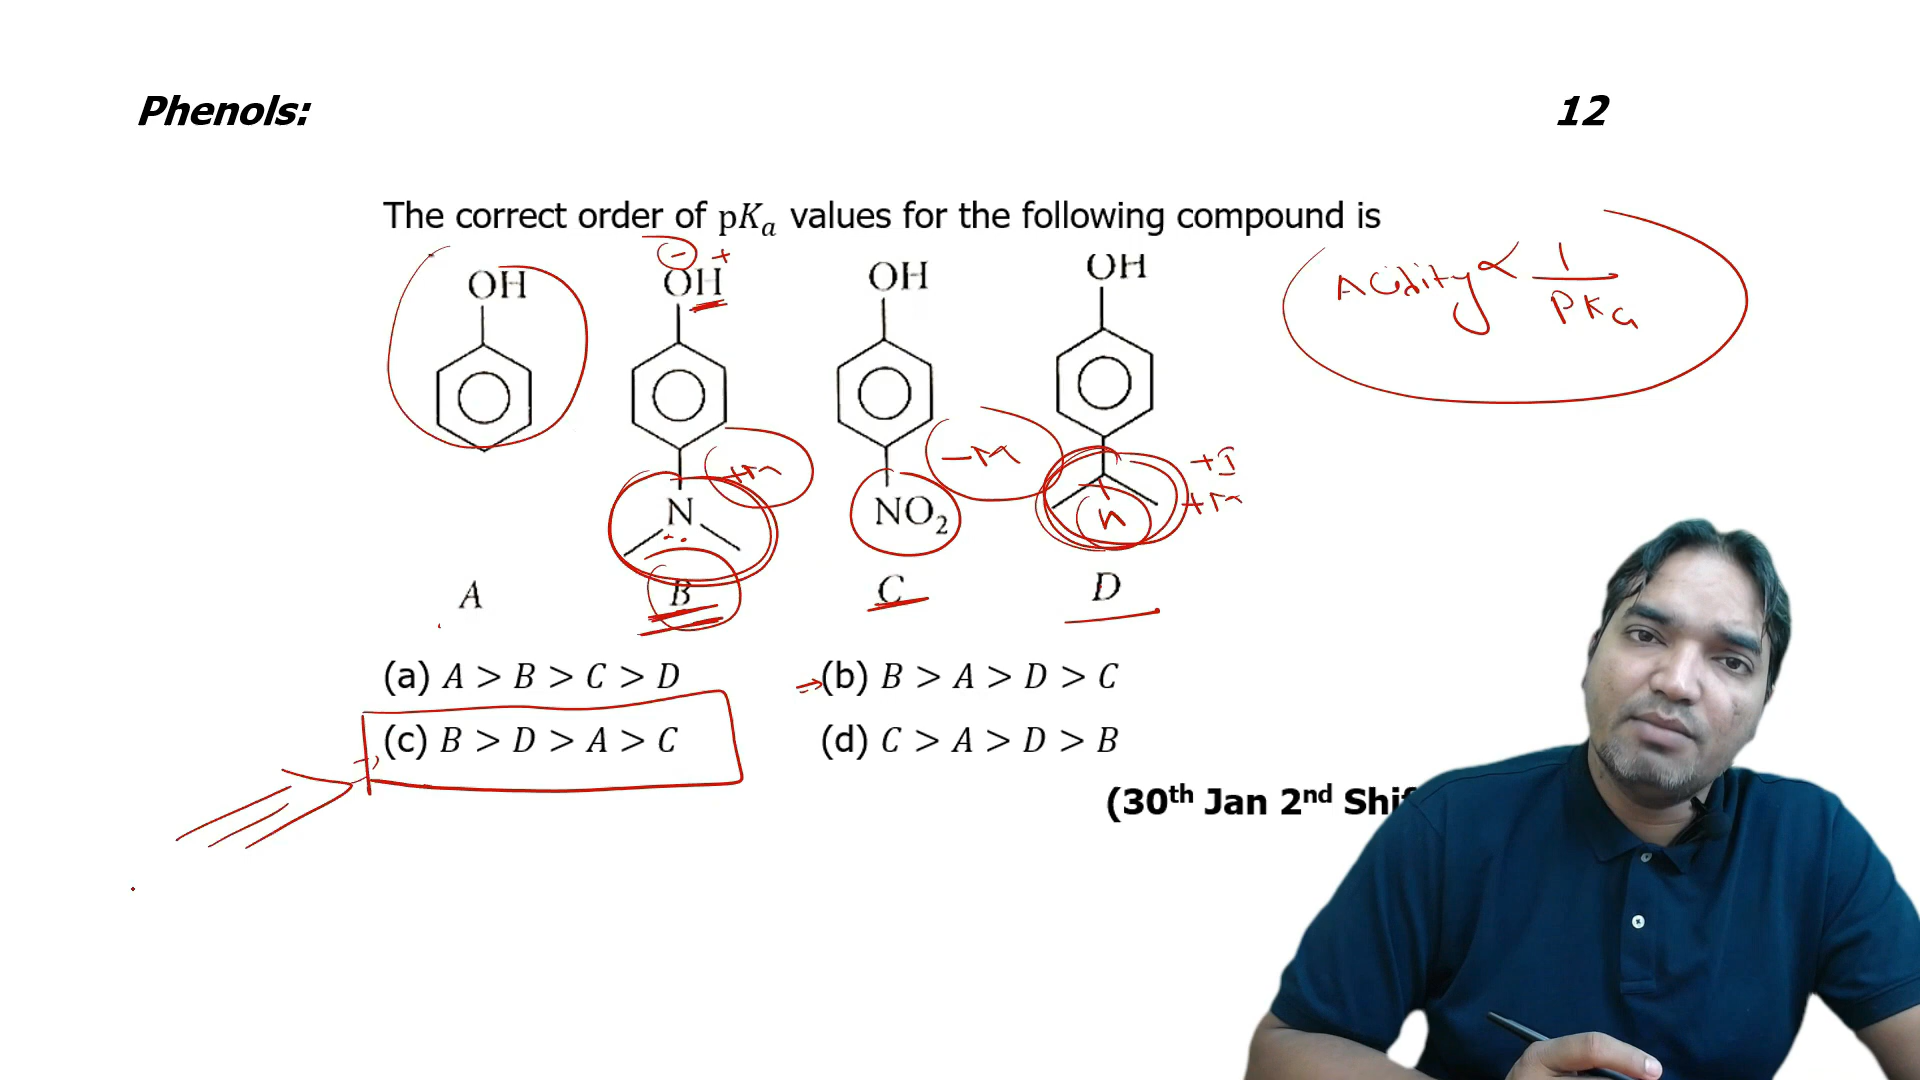 Phenols: 12
The correct order of pKₐ values for the following compound is
OH OH OH OH
− +
Acidity ∝ 1/PKa
+M −M +I
+M
N NO₂ H
A B C D
(a) A > B > C > D (b) B > A > D > C
(c) B > D > A > C (d) C > A > D > B
(30th Jan 2nd